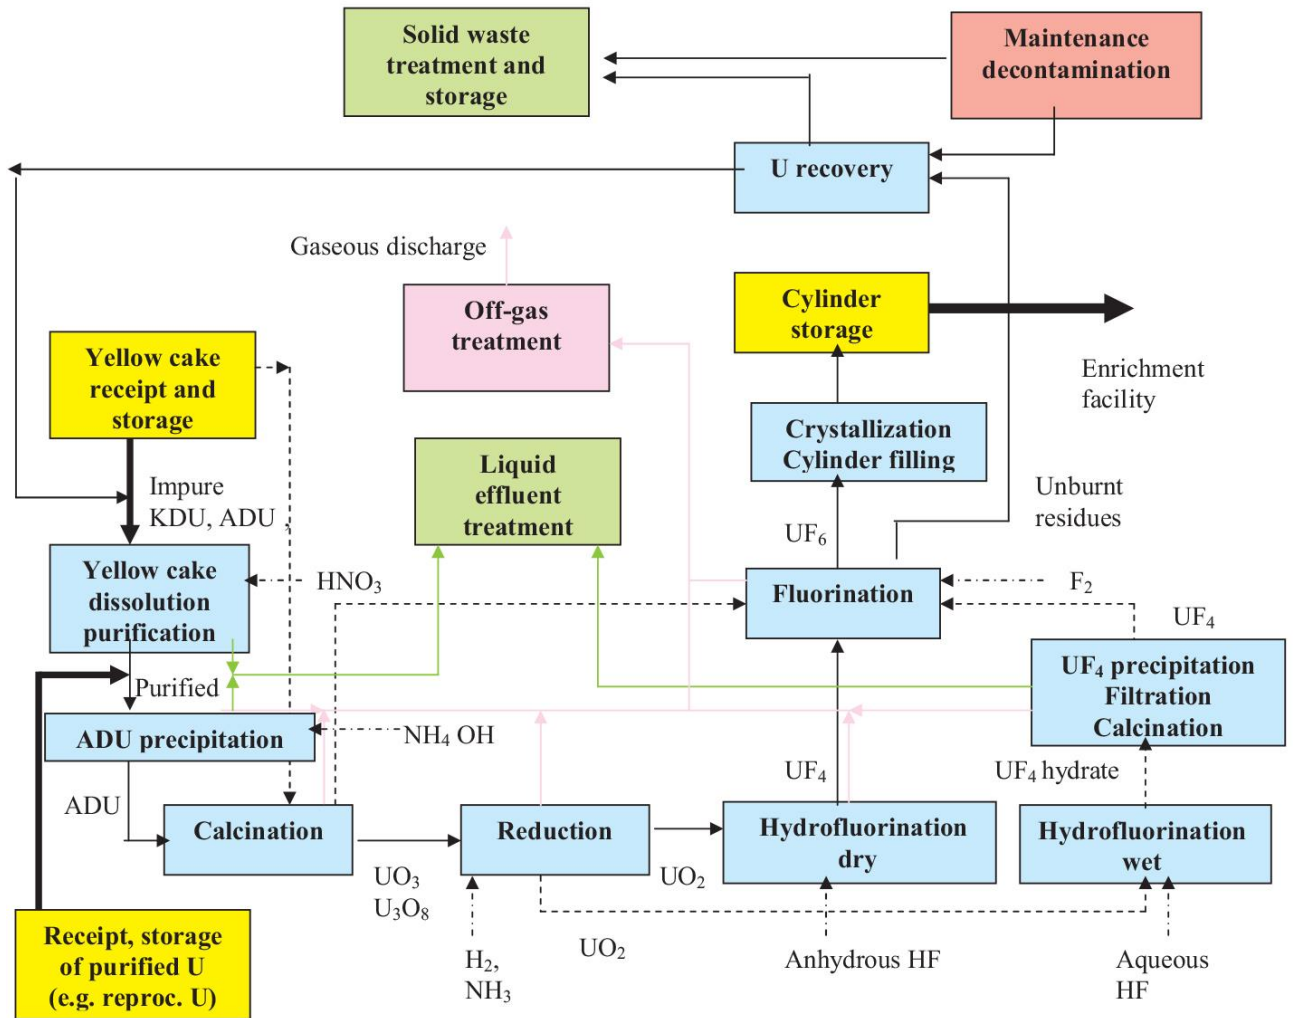 Solid waste
treatment and
storage
Maintenance
decontamination
U recovery
Gaseous discharge
Off-gas
treatment
Cylinder
storage
Enrichment
facility
Yellow cake
receipt and
storage
Crystallization
Cylinder filling
Liquid
effluent
treatment
Impure
KDU, ADU ,
Unburnt
residues
UF₆
Yellow cake
dissolution
purification
HNO₃
Fluorination
F₂
UF₄
UF₄ precipitation
Filtration
Calcination
Purified
ADU precipitation
NH₄ OH
UF₄
UF₄ hydrate
ADU
Calcination
Reduction
Hydrofluorination
dry
Hydrofluorination
wet
UO₃
U₃O₈
UO₂
UO₂
Receipt, storage
of purified U
(e.g. reproc. U)
H₂,
NH₃
Anhydrous HF
Aqueous
HF